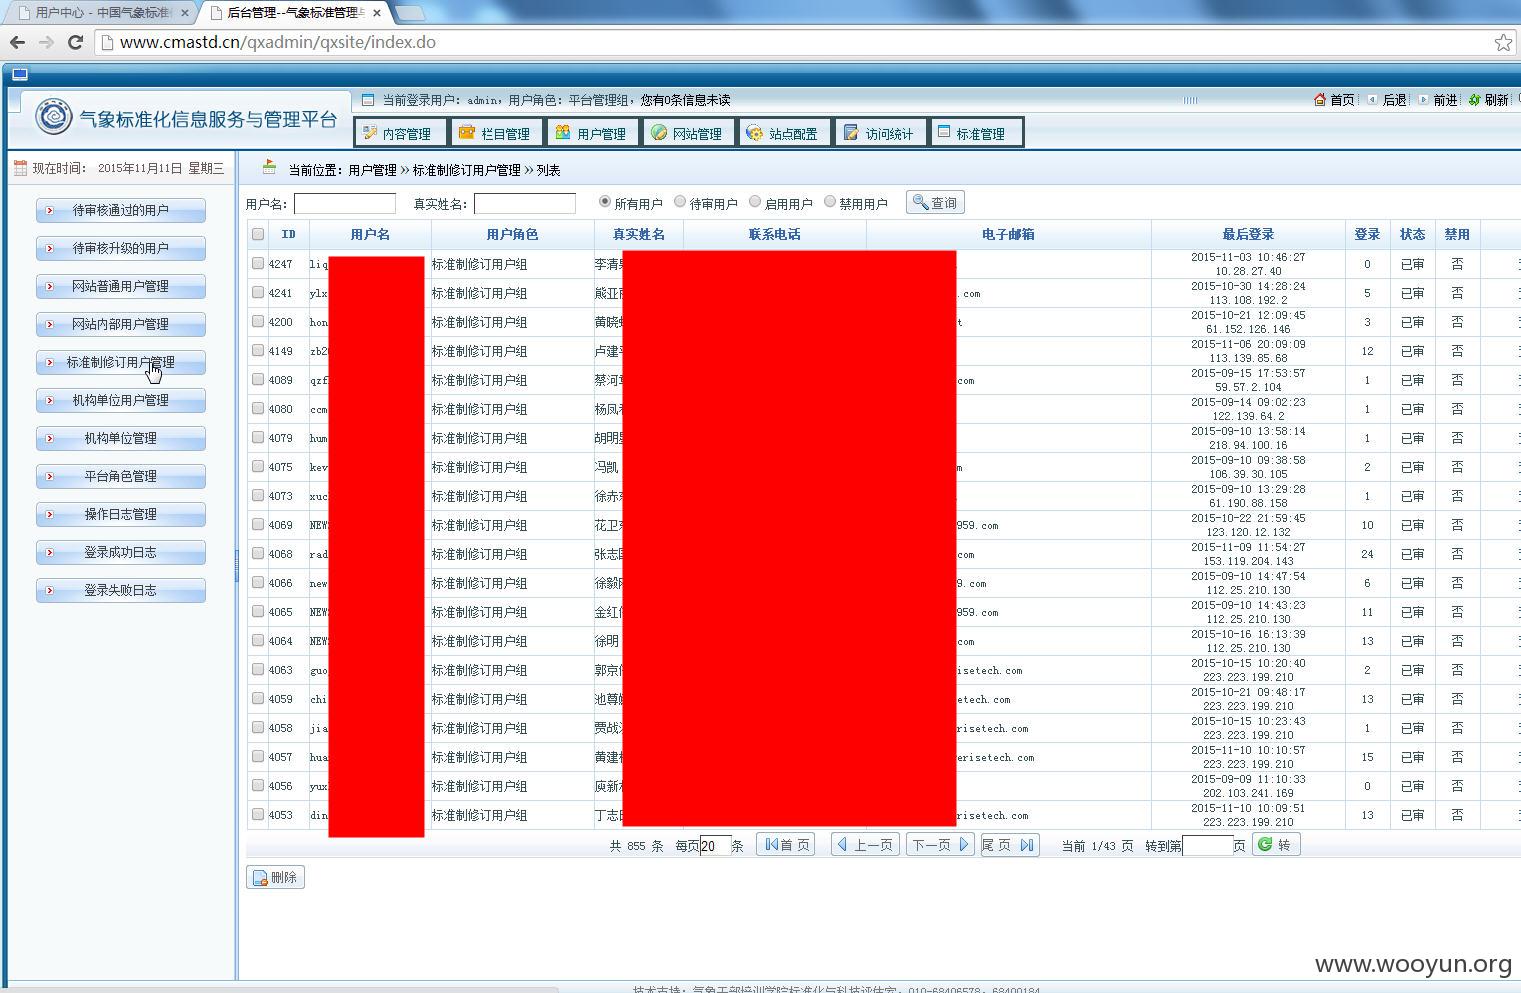 用户中心 - 中国气象标准 后台管理--气象标准管理
www.cmastd.cn/qxadmin/qxsite/index.do
气象标准化信息服务与管理平台
当前登录用户: admin, 用户角色: 平台管理组, 您有0条信息未读 首页 后退 前进 刷新
内容管理 栏目管理 用户管理 网站管理 站点配置 访问统计 标准管理
现在时间: 2015年11月11日 星期三
当前位置: 用户管理 » 标准制修订用户管理 » 列表
待审核通过的用户
待审核升级的用户
网站普通用户管理
网站内部用户管理
标准制修订用户管理
机构单位用户管理
机构单位管理
平台角色管理
操作日志管理
登录成功日志
登录失败日志
用户名: 真实姓名: 所有用户 待审用户 启用用户 禁用用户 查询
ID 用户名 用户角色 真实姓名 联系电话 电子邮箱 最后登录 登录 状态 禁用
4247 liq 标准制修订用户组 李清 2015-11-03 10:46:27 10.28.27.40 0 已审 否
4241 ylx 标准制修订用户组 熊亚 .com 2015-10-30 14:28:24 113.108.192.2 5 已审 否
4200 hon 标准制修订用户组 黄晓 t 2015-10-21 12:09:45 61.152.126.146 3 已审 否
4149 zb2 标准制修订用户组 卢建 2015-11-06 20:09:09 113.139.85.68 12 已审 否
4089 qzf 标准制修订用户组 蔡河 com 2015-09-15 17:53:57 59.57.2.104 1 已审 否
4080 ccm 标准制修订用户组 杨凤 2015-09-14 09:02:23 122.139.64.2 1 已审 否
4079 hum 标准制修订用户组 胡明 2015-09-10 13:58:14 218.94.100.16 1 已审 否
4075 kev 标准制修订用户组 冯凯 m 2015-09-10 09:38:58 106.39.30.105 2 已审 否
4073 xuc 标准制修订用户组 徐赤 2015-09-10 13:29:28 61.190.88.158 1 已审 否
4069 NEW 标准制修订用户组 花卫 959.com 2015-10-22 21:59:45 123.120.12.132 10 已审 否
4068 rad 标准制修订用户组 张志 com 2015-11-09 11:54:27 153.119.204.143 24 已审 否
4066 new 标准制修订用户组 徐毅 9.com 2015-09-10 14:47:54 112.25.210.130 6 已审 否
4065 NEW 标准制修订用户组 金红 959.com 2015-09-10 14:43:23 112.25.210.130 11 已审 否
4064 NEW 标准制修订用户组 徐明 com 2015-10-16 16:13:39 112.25.210.130 13 已审 否
4063 guo 标准制修订用户组 郭京 isetech.com 2015-10-15 10:20:40 223.223.199.210 2 已审 否
4059 chi 标准制修订用户组 池尊 etech.com 2015-10-21 09:48:17 223.223.199.210 13 已审 否
4058 jia 标准制修订用户组 贾战 risetech.com 2015-10-15 10:23:43 223.223.199.210 1 已审 否
4057 hua 标准制修订用户组 黄建 erisetech.com 2015-11-10 10:10:57 223.223.199.210 15 已审 否
4056 yux 标准制修订用户组 庾新 2015-09-09 11:10:33 202.103.241.169 0 已审 否
4053 din 标准制修订用户组 丁志 risetech.com 2015-11-10 10:09:51 223.223.199.210 13 已审 否
共 855 条 每页20 条 首 页 上一页 下一页 尾 页 当前 1/43 页 转到第 页 转
删除
www.wooyun.org
技术支持: 气象干部培训学院标准化与科技评估室, 010-68406578, 68400184